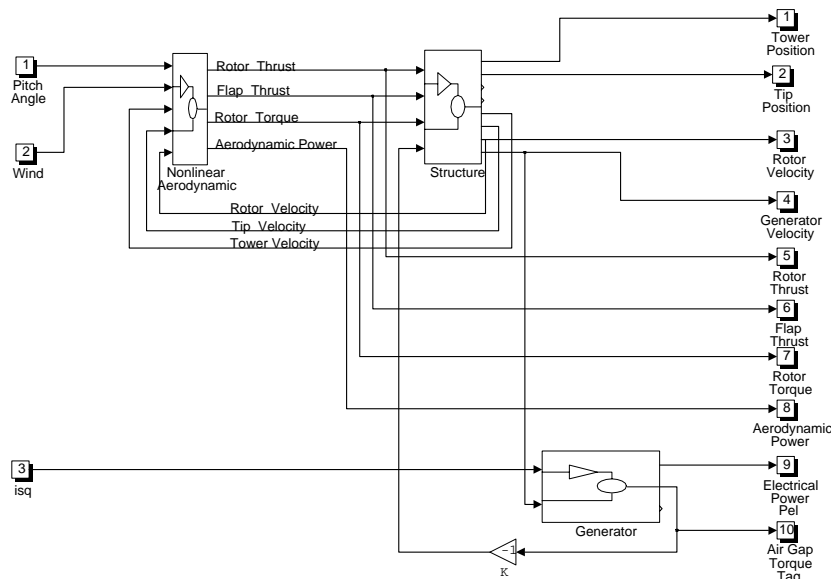 1
Pitch
Angle
2
Wind
Nonlinear
Aerodynamic
Rotor Thrust
Flap Thrust
Rotor Torque
Aerodynamic Power
Rotor Velocity
Tip Velocity
Tower Velocity
Structure
1
Tower
Position
2
Tip
Position
3
Rotor
Velocity
4
Generator
Velocity
5
Rotor
Thrust
6
Flap
Thrust
7
Rotor
Torque
8
Aerodynamic
Power
3
isq
Generator
9
Electrical
Power
Pel
10
Air Gap
Torque
Tag
-1
K